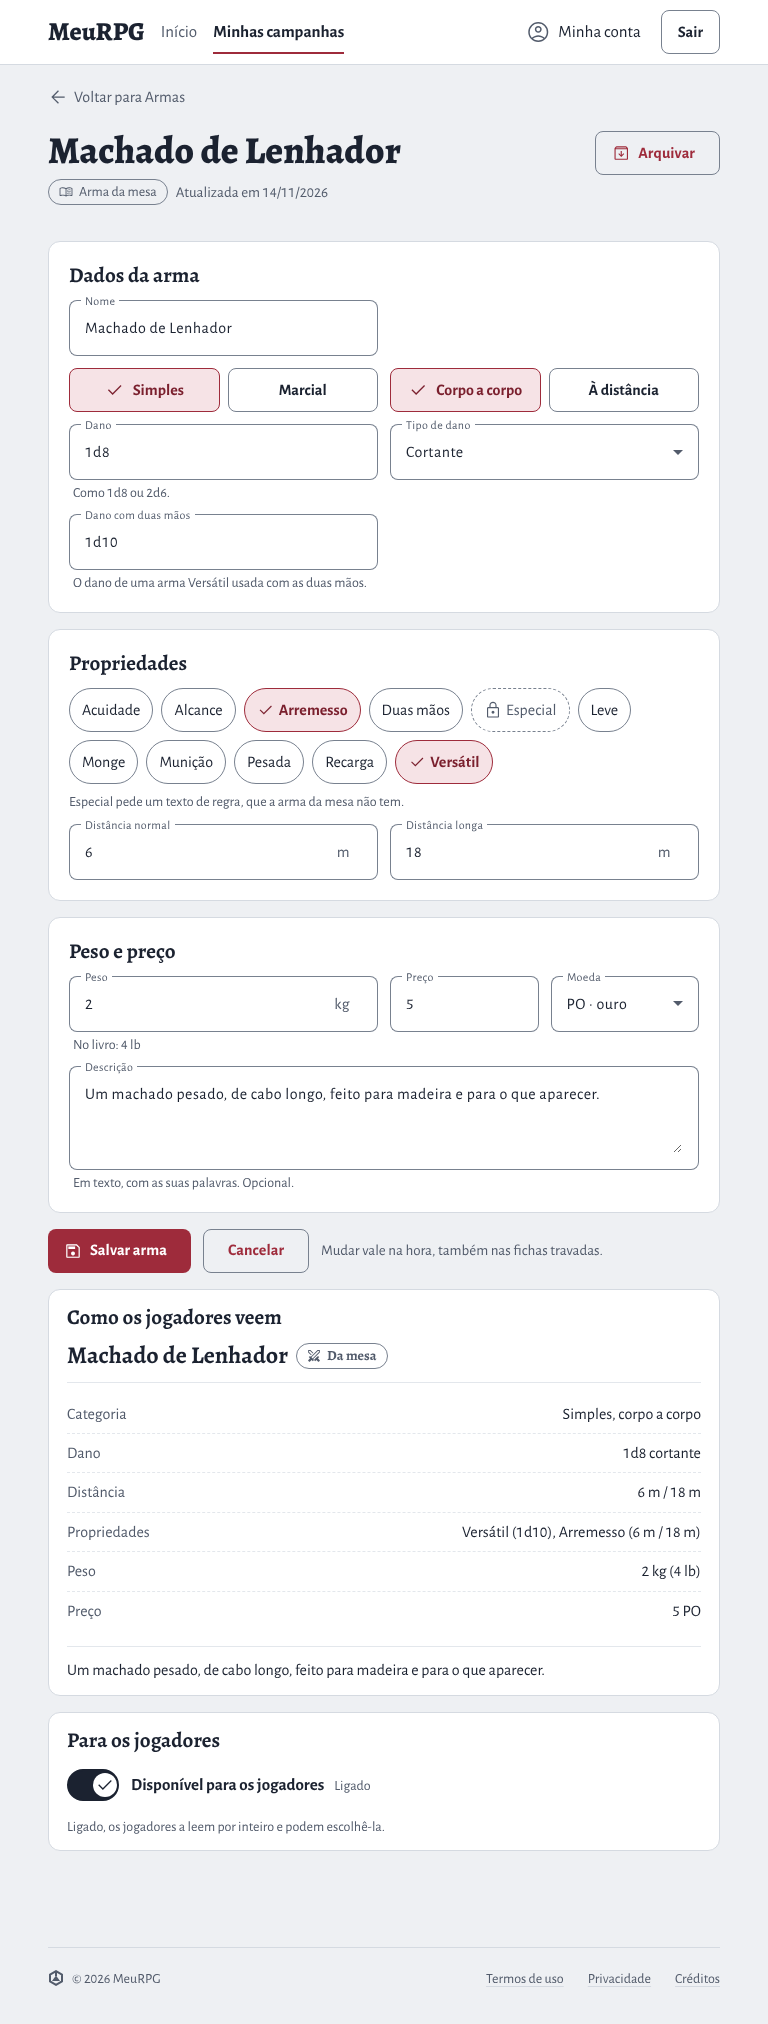 MeuRPG Início Minhas campanhas Minha conta Sair
Voltar para Armas
Machado de Lenhador
Arquivar
Arma da mesa Atualizada em 14/11/2026
Dados da arma
Nome
Machado de Lenhador
Simples Marcial Corpo a corpo À distância
Dano Tipo de dano
1d8 Cortante
Como 1d8 ou 2d6.
Dano com duas mãos
1d10
O dano de uma arma Versátil usada com as duas mãos.
Propriedades
Acuidade Alcance Arremesso Duas mãos Especial Leve
Monge Munição Pesada Recarga Versátil
Especial pede um texto de regra, que a arma da mesa não tem.
Distância normal Distância longa
6 m 18 m
Peso e preço
Peso Preço Moeda
2 kg 5 PO · ouro
No livro: 4 lb
Descrição
Um machado pesado, de cabo longo, feito para madeira e para o que aparecer.
Em texto, com as suas palavras. Opcional.
Salvar arma Cancelar Mudar vale na hora, também nas fichas travadas.
Como os jogadores veem
Machado de Lenhador Da mesa
Categoria Simples, corpo a corpo
Dano 1d8 cortante
Distância 6 m / 18 m
Propriedades Versátil (1d10), Arremesso (6 m / 18 m)
Peso 2 kg (4 lb)
Preço 5 PO
Um machado pesado, de cabo longo, feito para madeira e para o que aparecer.
Para os jogadores
Disponível para os jogadores Ligado
Ligado, os jogadores a leem por inteiro e podem escolhê-la.
© 2026 MeuRPG Termos de uso Privacidade Créditos